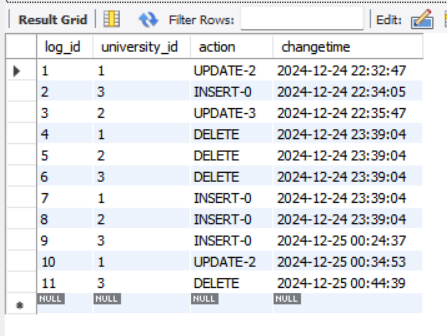 Result Grid Filter Rows: Edit:
log_id university_id action changetime
1 1 UPDATE-2 2024-12-24 22:32:47
2 3 INSERT-0 2024-12-24 22:34:05
3 2 UPDATE-3 2024-12-24 22:35:47
4 1 DELETE 2024-12-24 23:39:04
5 2 DELETE 2024-12-24 23:39:04
6 3 DELETE 2024-12-24 23:39:04
7 1 INSERT-0 2024-12-24 23:39:04
8 2 INSERT-0 2024-12-24 23:39:04
9 3 INSERT-0 2024-12-25 00:24:37
10 1 UPDATE-2 2024-12-25 00:34:53
11 3 DELETE 2024-12-25 00:44:39
NULL NULL NULL NULL